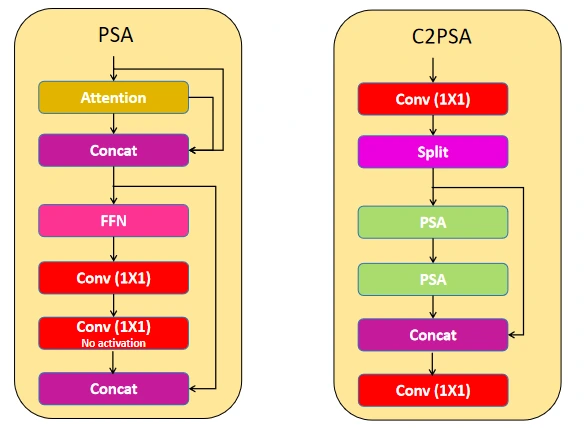 PSA
Attention
Concat
FFN
Conv (1X1)
Conv (1X1)
No activation
Concat
C2PSA
Conv (1X1)
Split
PSA
PSA
Concat
Conv (1X1)